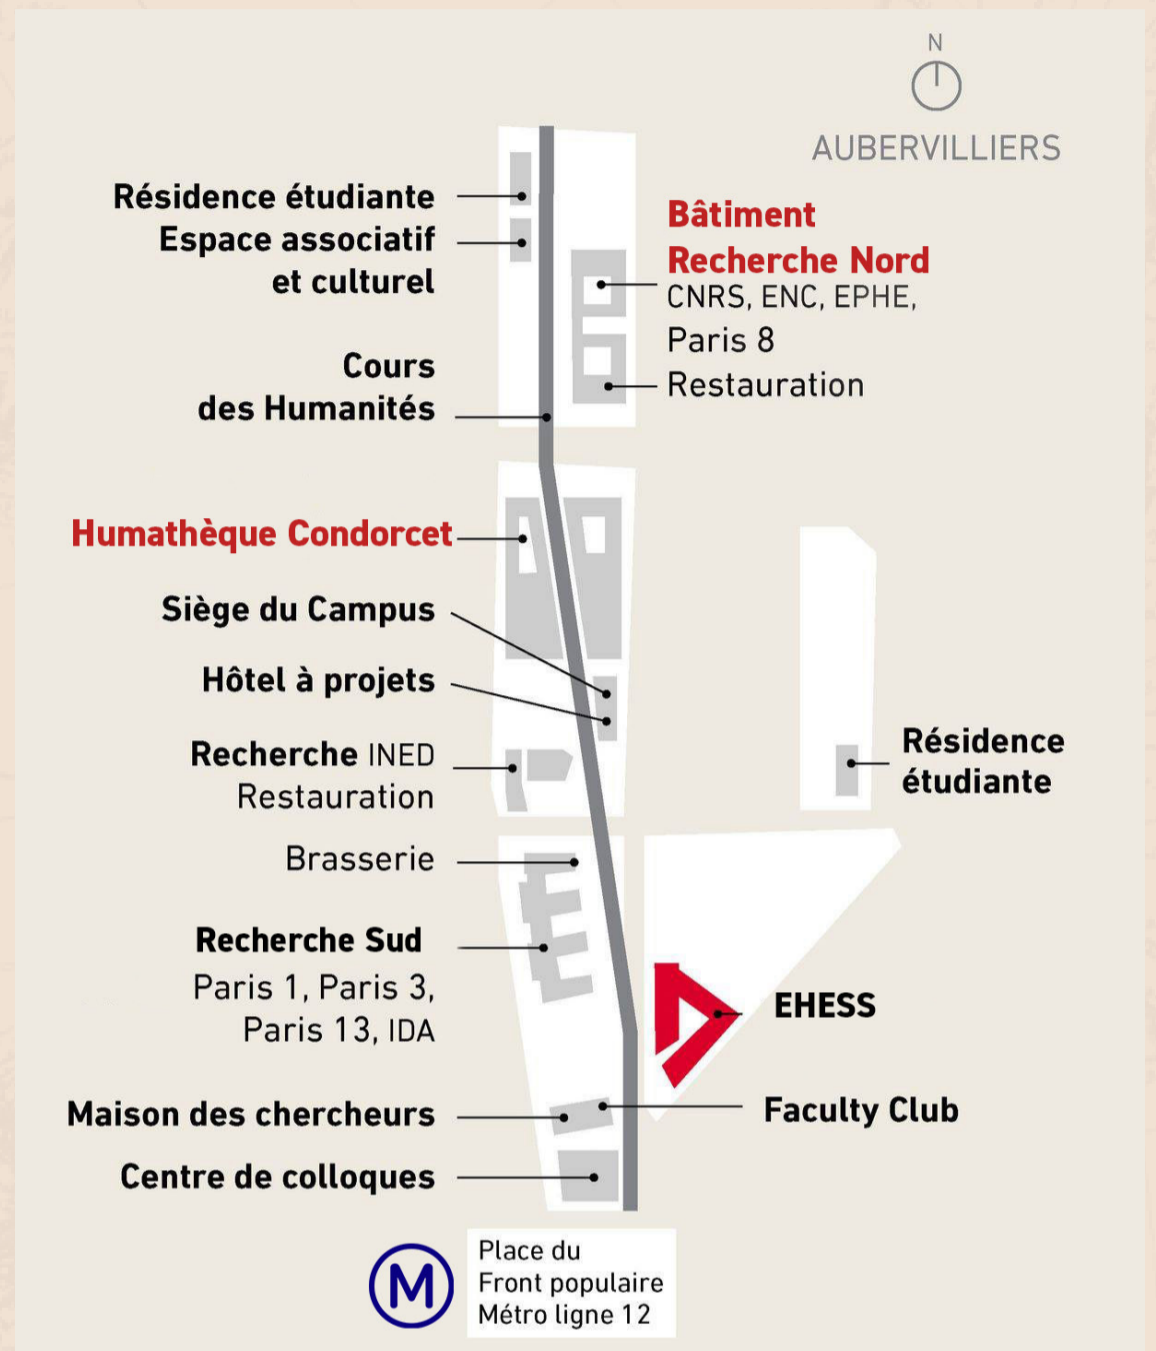 N
AUBERVILLIERS
Résidence étudiante
Espace associatif
et culturel
Bâtiment
Recherche Nord
CNRS, ENC, EPHE,
Paris 8
Restauration
Cours
des Humanités
Humathèque Condorcet
Siège du Campus
Hôtel à projets
Recherche INED
Restauration
Résidence
étudiante
Brasserie
Recherche Sud
Paris 1, Paris 3,
Paris 13, IDA
EHESS
Maison des chercheurs
Faculty Club
Centre de colloques
M
Place du
Front populaire
Métro ligne 12